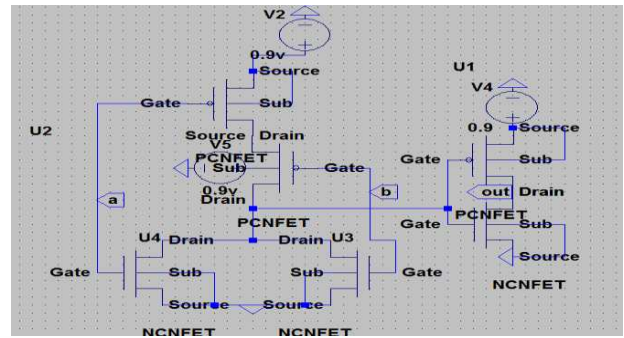 V2
U1
0.9v
Source
V4
Gate
Sub
0.9
Source
U2
Source Drain
V5
Gate
Sub
PCNFET
Sub
Gate
0.9v
b
out
Drain
a
Drain
PCNFET
PCNFET
Gate
Sub
U4
Drain
Drain
U3
Source
Gate
Sub
Sub
Gate
NCNFET
Source
Source
NCNFET
NCNFET